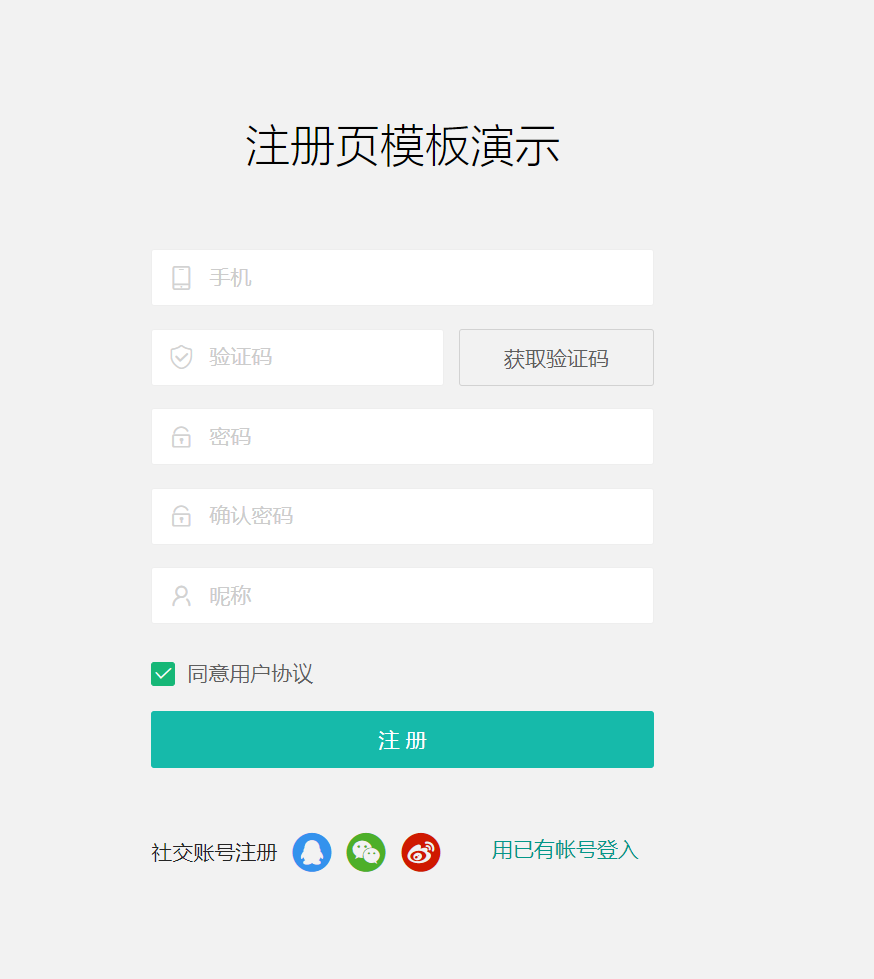 注册页模板演示
手机
验证码 获取验证码
密码
确认密码
昵称
同意用户协议
注 册
社交账号注册 用已有帐号登入